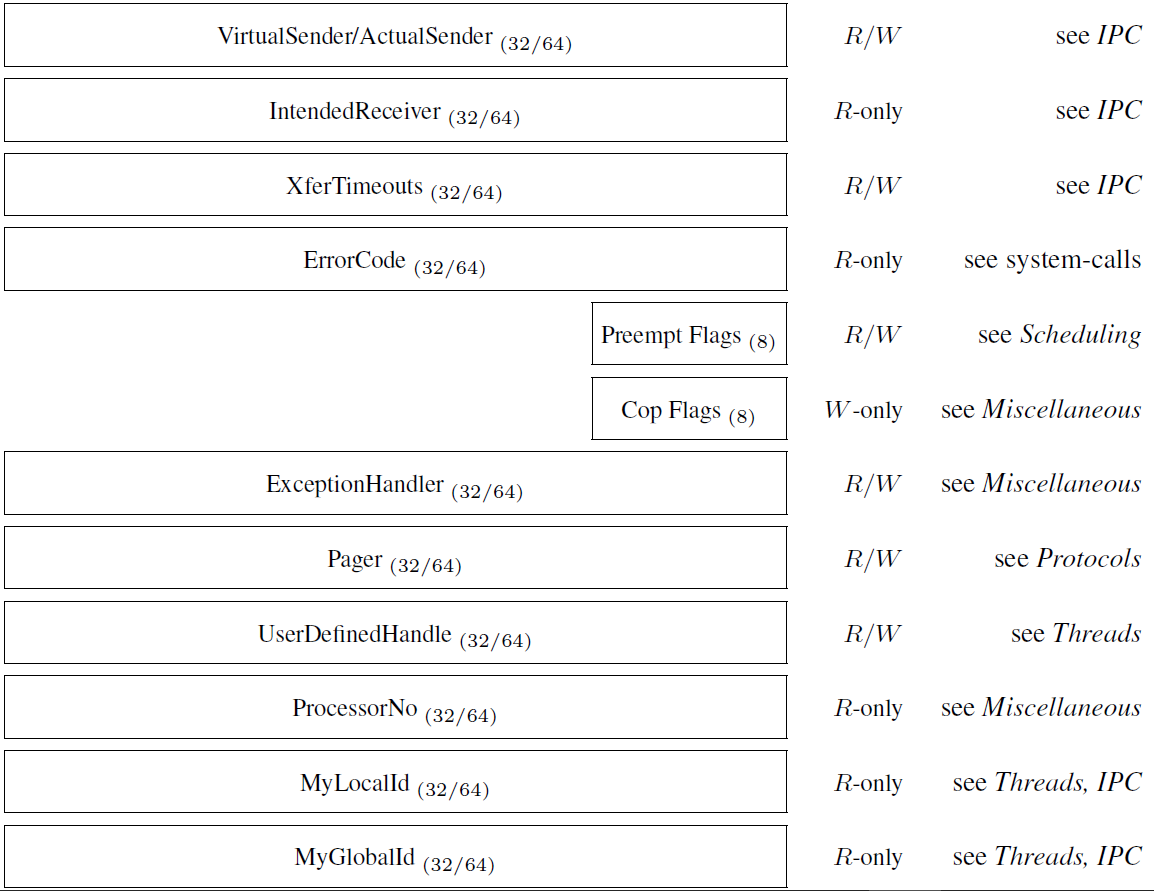 VirtualSender/ActualSender (32/64) R/W see IPC
IntendedReceiver (32/64) R-only see IPC
XferTimeouts (32/64) R/W see IPC
ErrorCode (32/64) R-only see system-calls
Preempt Flags (8) R/W see Scheduling
Cop Flags (8) W-only see Miscellaneous
ExceptionHandler (32/64) R/W see Miscellaneous
Pager (32/64) R/W see Protocols
UserDefinedHandle (32/64) R/W see Threads
ProcessorNo (32/64) R-only see Miscellaneous
MyLocalId (32/64) R-only see Threads, IPC
MyGlobalId (32/64) R-only see Threads, IPC